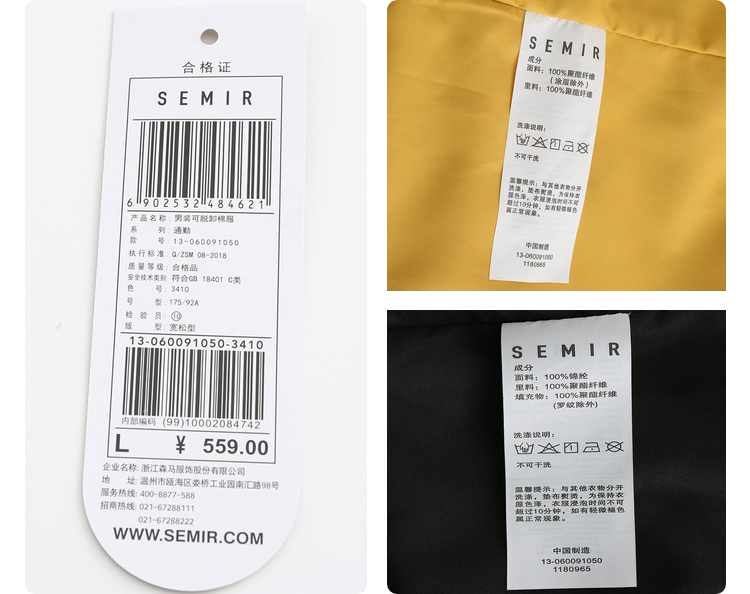 合格证
SEMIR
6 902532 484621
产品名称: 男装可脱卸棉服
系 列: 通勤
款 号: 13-060091050
执行标准: Q/ZSM 08-2018
质量等级: 合格品
安全技术类别: 符合GB 18401 C类
色 号: 3410
号 型: 175/92A
检 验 员: ⑩
版 型: 宽松型
13-060091050-3410
内部编码 (99)10002084742
L ¥ 559.00
企业名称: 浙江森马服饰股份有限公司
地 址: 温州市瓯海区娄桥工业园南汇路98号
服务热线: 400-8877-588
招商热线: 021-67288111
021-67288222
WWW.SEMIR.COM
SEMIR
成分
面料: 100%聚酯纤维
(涂层除外)
里料: 100%聚酯纤维
洗涤说明:
不可干洗
温馨提示: 与其他衣物分开
洗涤, 垫布熨烫, 为保持衣
服色泽, 衣服浸泡时间不可
超过10分钟, 如有轻微褪色
属正常现象。
中国制造
13-060091050
1180965
SEMIR
成分
面料: 100%锦纶
里料: 100%聚酯纤维
填充物: 100%聚酯纤维
(罗纹除外)
洗涤说明:
不可干洗
温馨提示: 与其他衣物分开
洗涤, 垫布熨烫, 为保持衣
服色泽, 衣服浸泡时间不可
超过10分钟, 如有轻微褪色
属正常现象。
中国制造
13-060091050
1180965